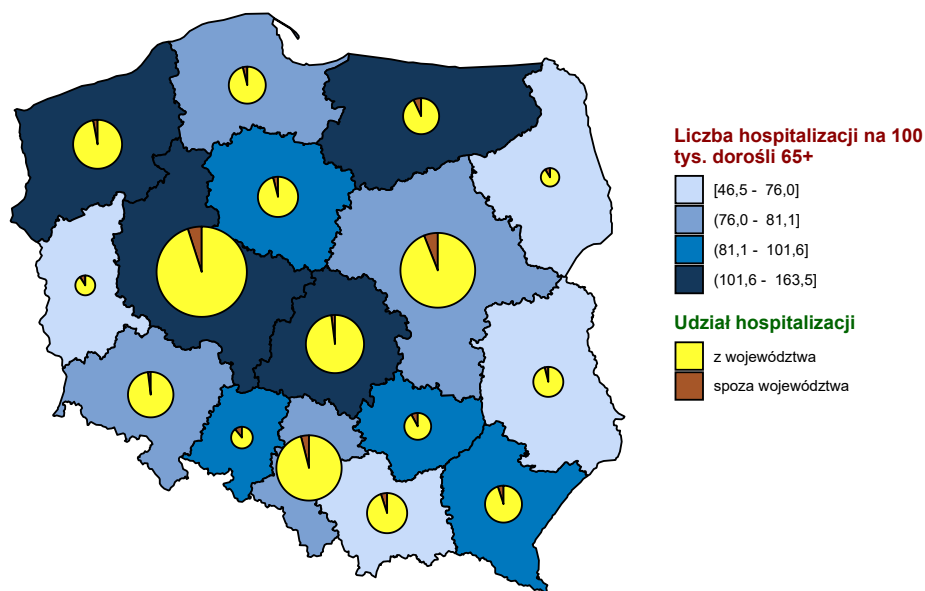 Liczba hospitalizacji na 100
tys. dorośli 65+
[46,5 - 76,0]
(76,0 - 81,1]
(81,1 - 101,6]
(101,6 - 163,5]
Udział hospitalizacji
z województwa
spoza województwa